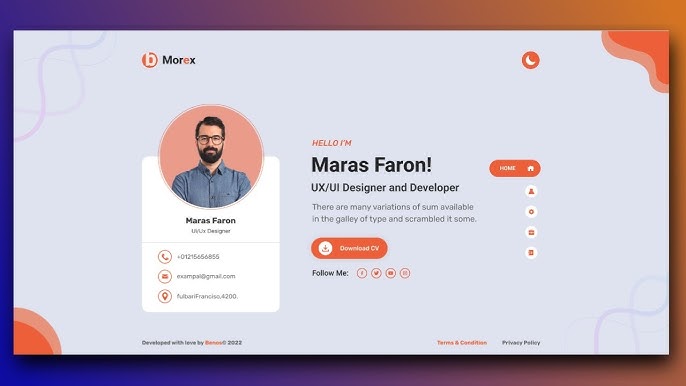 Morex
HELLO I'M
Maras Faron!
UX/UI Designer and Developer
There are many variations of sum available
in the galley of type and scrambled it some.
Download CV
Follow Me:
HOME
Maras Faron
UI/Ux Designer
+01215656855
exampal@gmail.com
fulbariFranciso,4200.
Developed with love by Benos© 2022
Terms & Condition
Privacy Policy